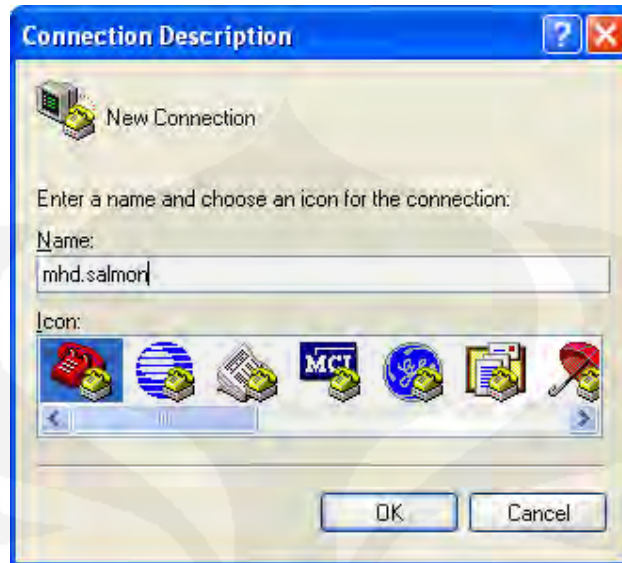 Connection Description
New Connection
Enter a name and choose an icon for the connection:
Name:
mhd.salmon
Icon:
MCI
OK Cancel